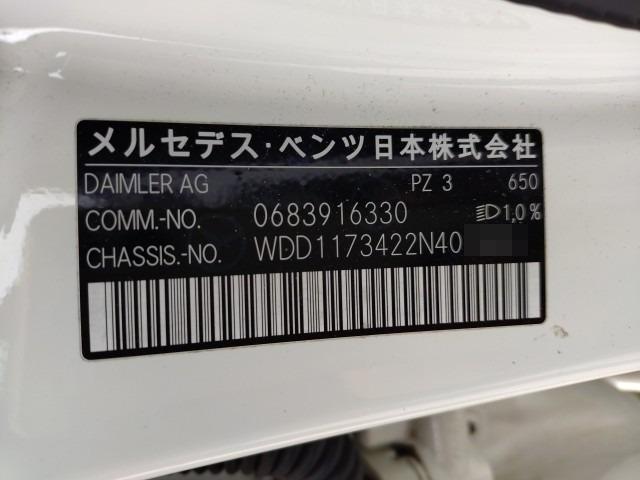 メルセデス・ベンツ日本株式会社
DAIMLER AG PZ 3 650
COMM.-NO. 0683916330 1,0 %
CHASSIS.-NO. WDD1173422N40